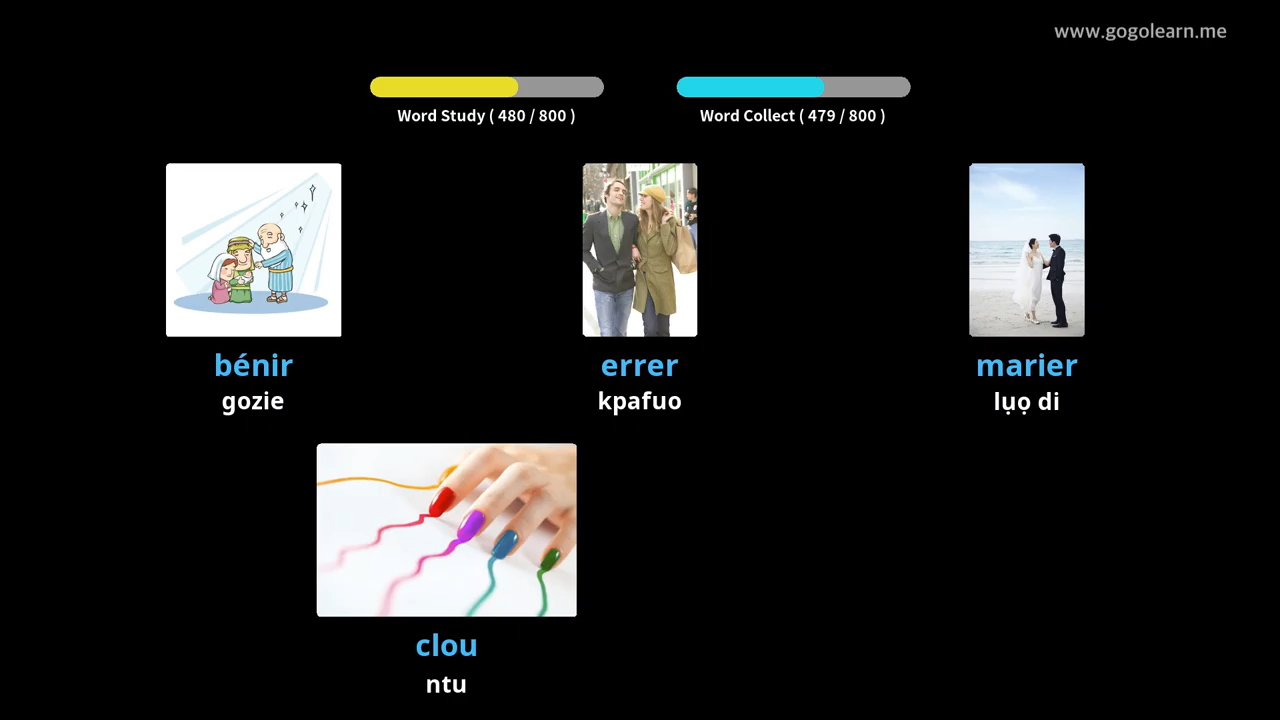 www.gogolearn.me
Word Study ( 480 / 800 )
Word Collect ( 479 / 800 )
bénir
gozie
errer
kpafuo
marier
lụọ di
clou
ntu